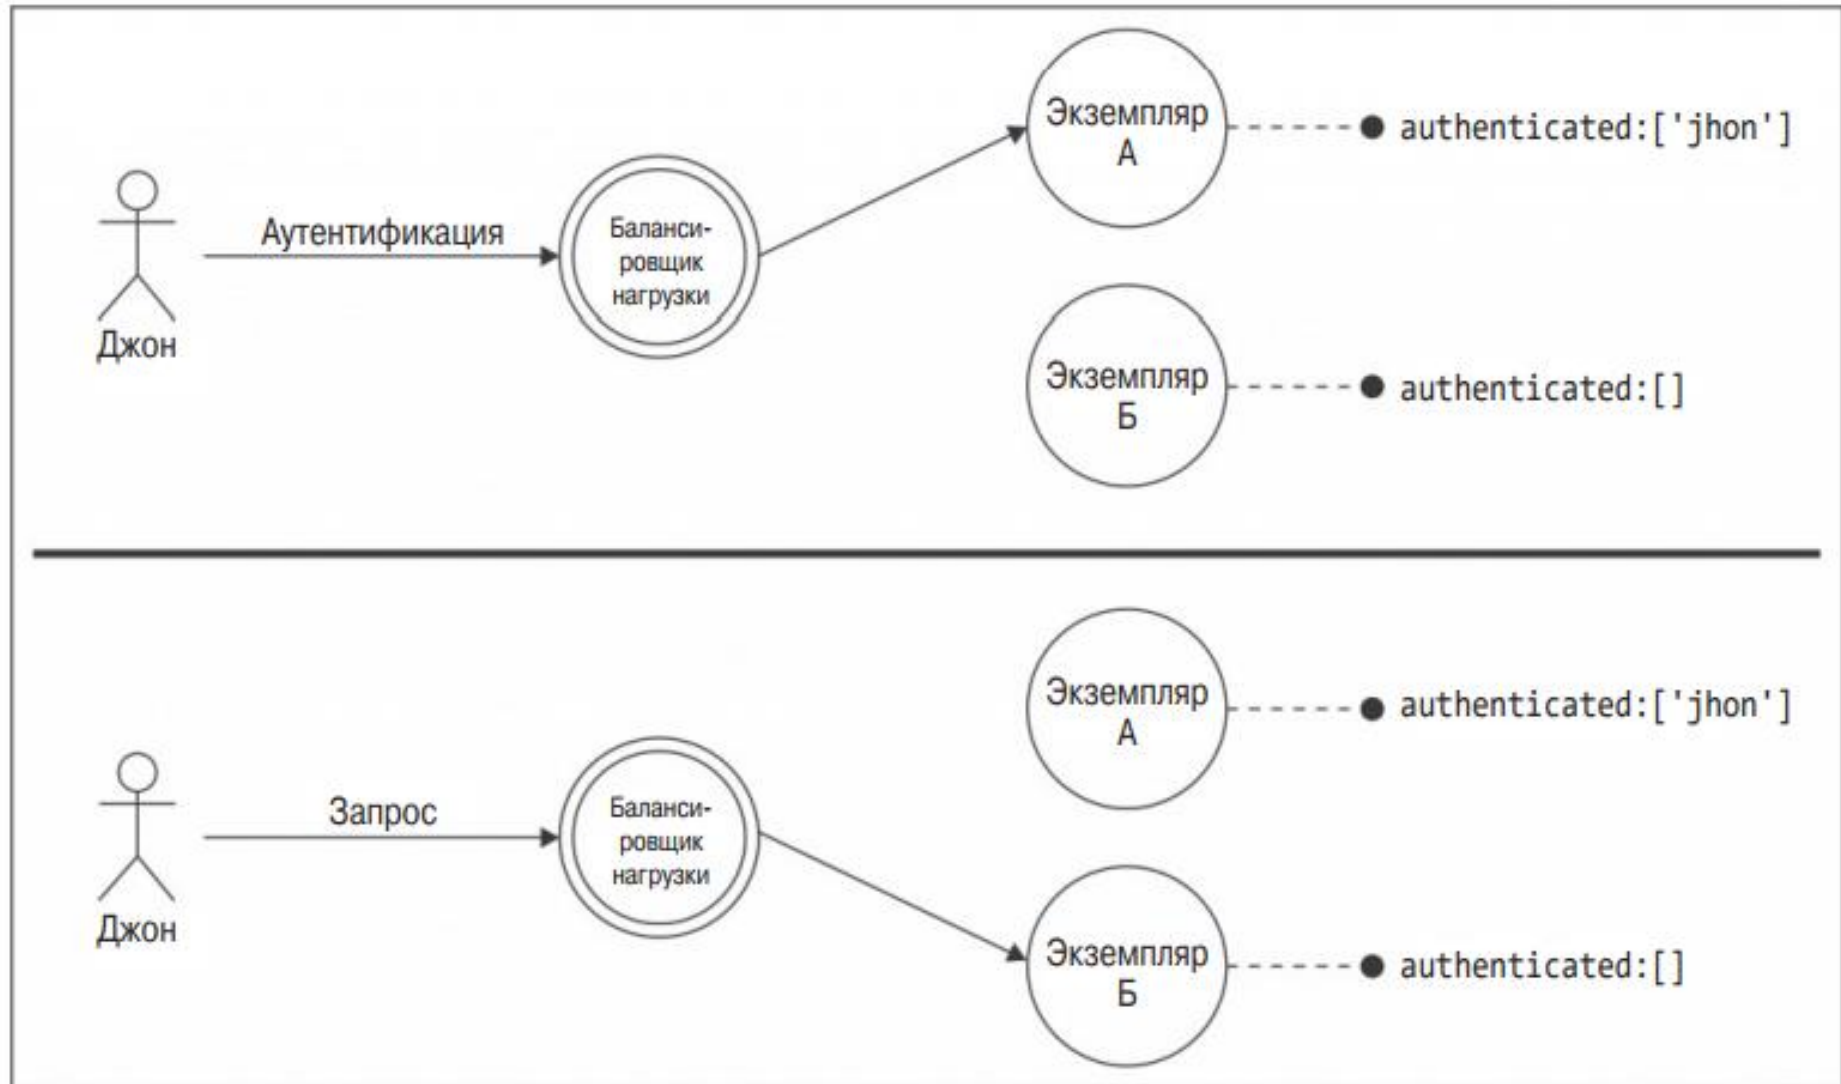 Экземпляр
А
authenticated:['jhon']
Аутентификация
Баланси-
ровщик
нагрузки
Джон
Экземпляр
Б
authenticated:[]
Экземпляр
А
authenticated:['jhon']
Запрос
Баланси-
ровщик
нагрузки
Джон
Экземпляр
Б
authenticated:[]